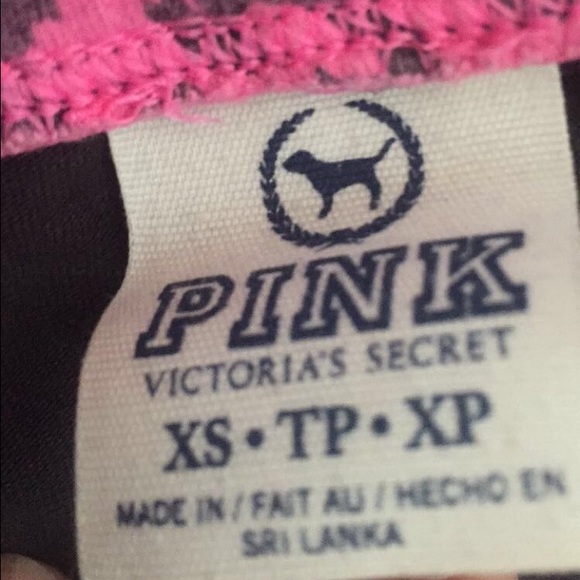 PINK
VICTORIA'S SECRET
XS • TP • XP
MADE IN / FAIT AU / HECHO EN
SRI LANKA